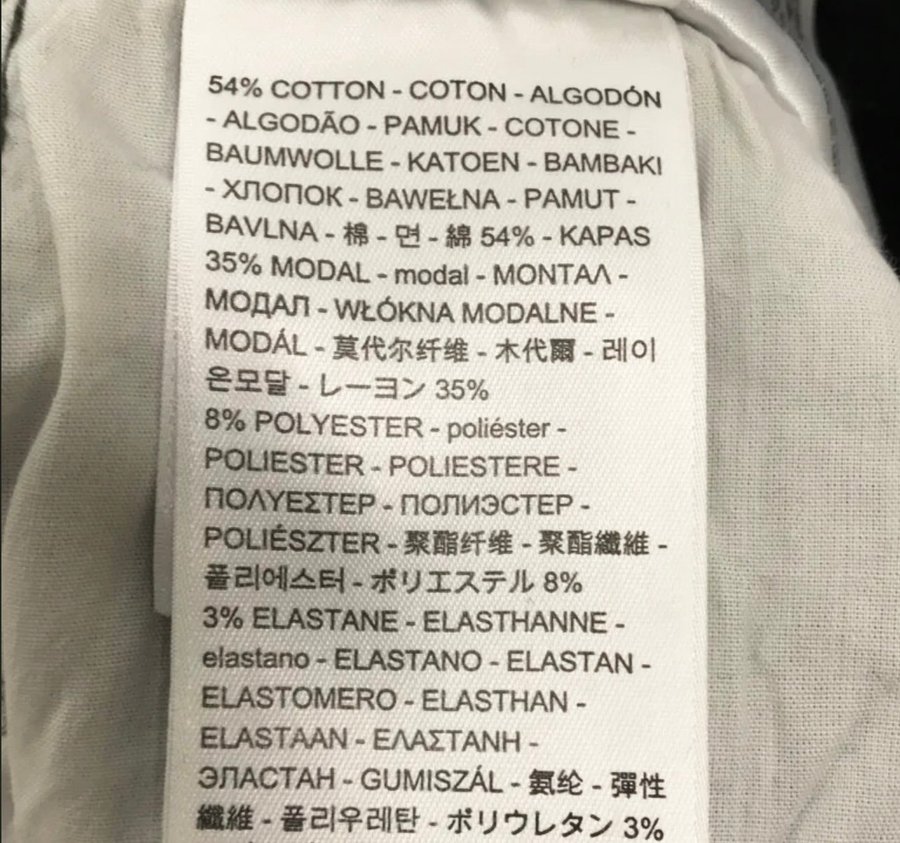 54% COTTON - COTON - ALGODÓN
- ALGODÃO - PAMUK - COTONE -
BAUMWOLLE - KATOEN - BAMBAKI
- ХЛОПОК - BAWEŁNA - PAMUT -
BAVLNA - 棉 - 면 - 綿 54% - KAPAS
35% MODAL - modal - ΜΟΝΤΑΛ -
МОДАЛ - WŁÓKNA MODALNE -
MODÁL - 莫代尔纤维 - 木代爾 - 레이
온모달 - レーヨン 35%
8% POLYESTER - poliéster -
POLIESTER - POLIESTERE -
ΠΟΛΥΕΣΤΕΡ - ПОЛИЭСТЕР -
POLIÉSZTER - 聚酯纤维 - 聚酯纖維 -
폴리에스터 - ポリエステル 8%
3% ELASTANE - ELASTHANNE -
elastano - ELASTANO - ELASTAN -
ELASTOMERO - ELASTHAN -
ELASTAAN - ΕΛΑΣΤΑΝΗ -
ЭЛАСТАН - GUMISZÁL - 氨纶 - 彈性
纖維 - 폴리우레탄 - ポリウレタン 3%